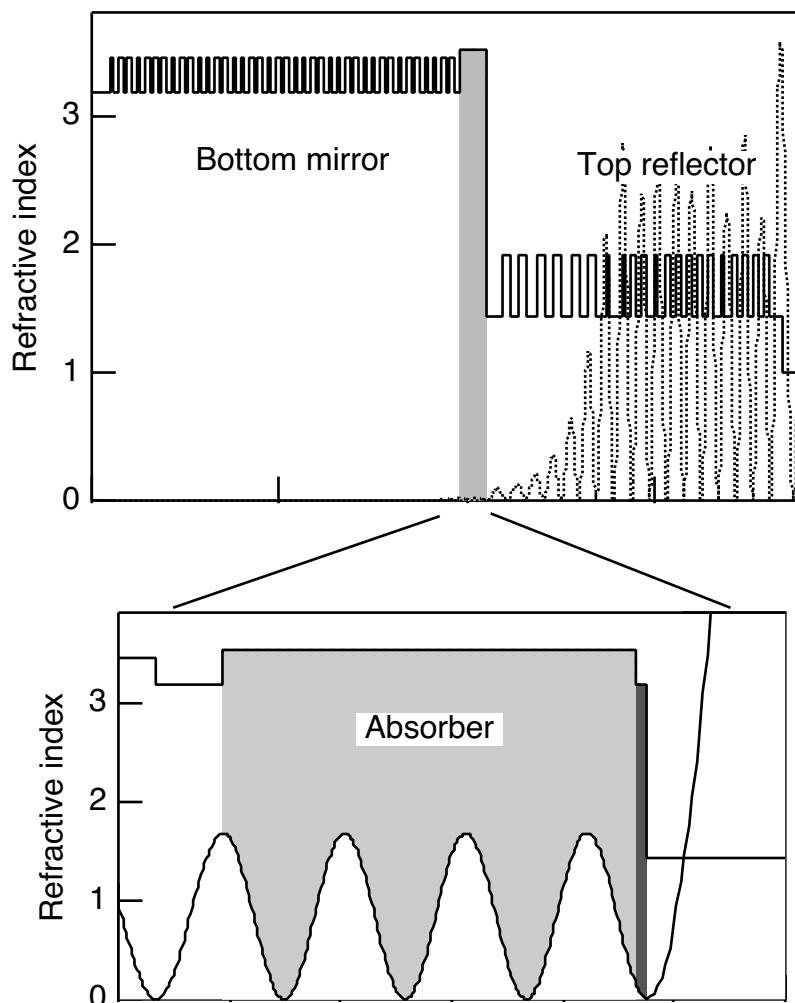 Refractive index
3
2
1
0
Bottom mirror
Top reflector
Refractive index
3
2
1
0
Absorber